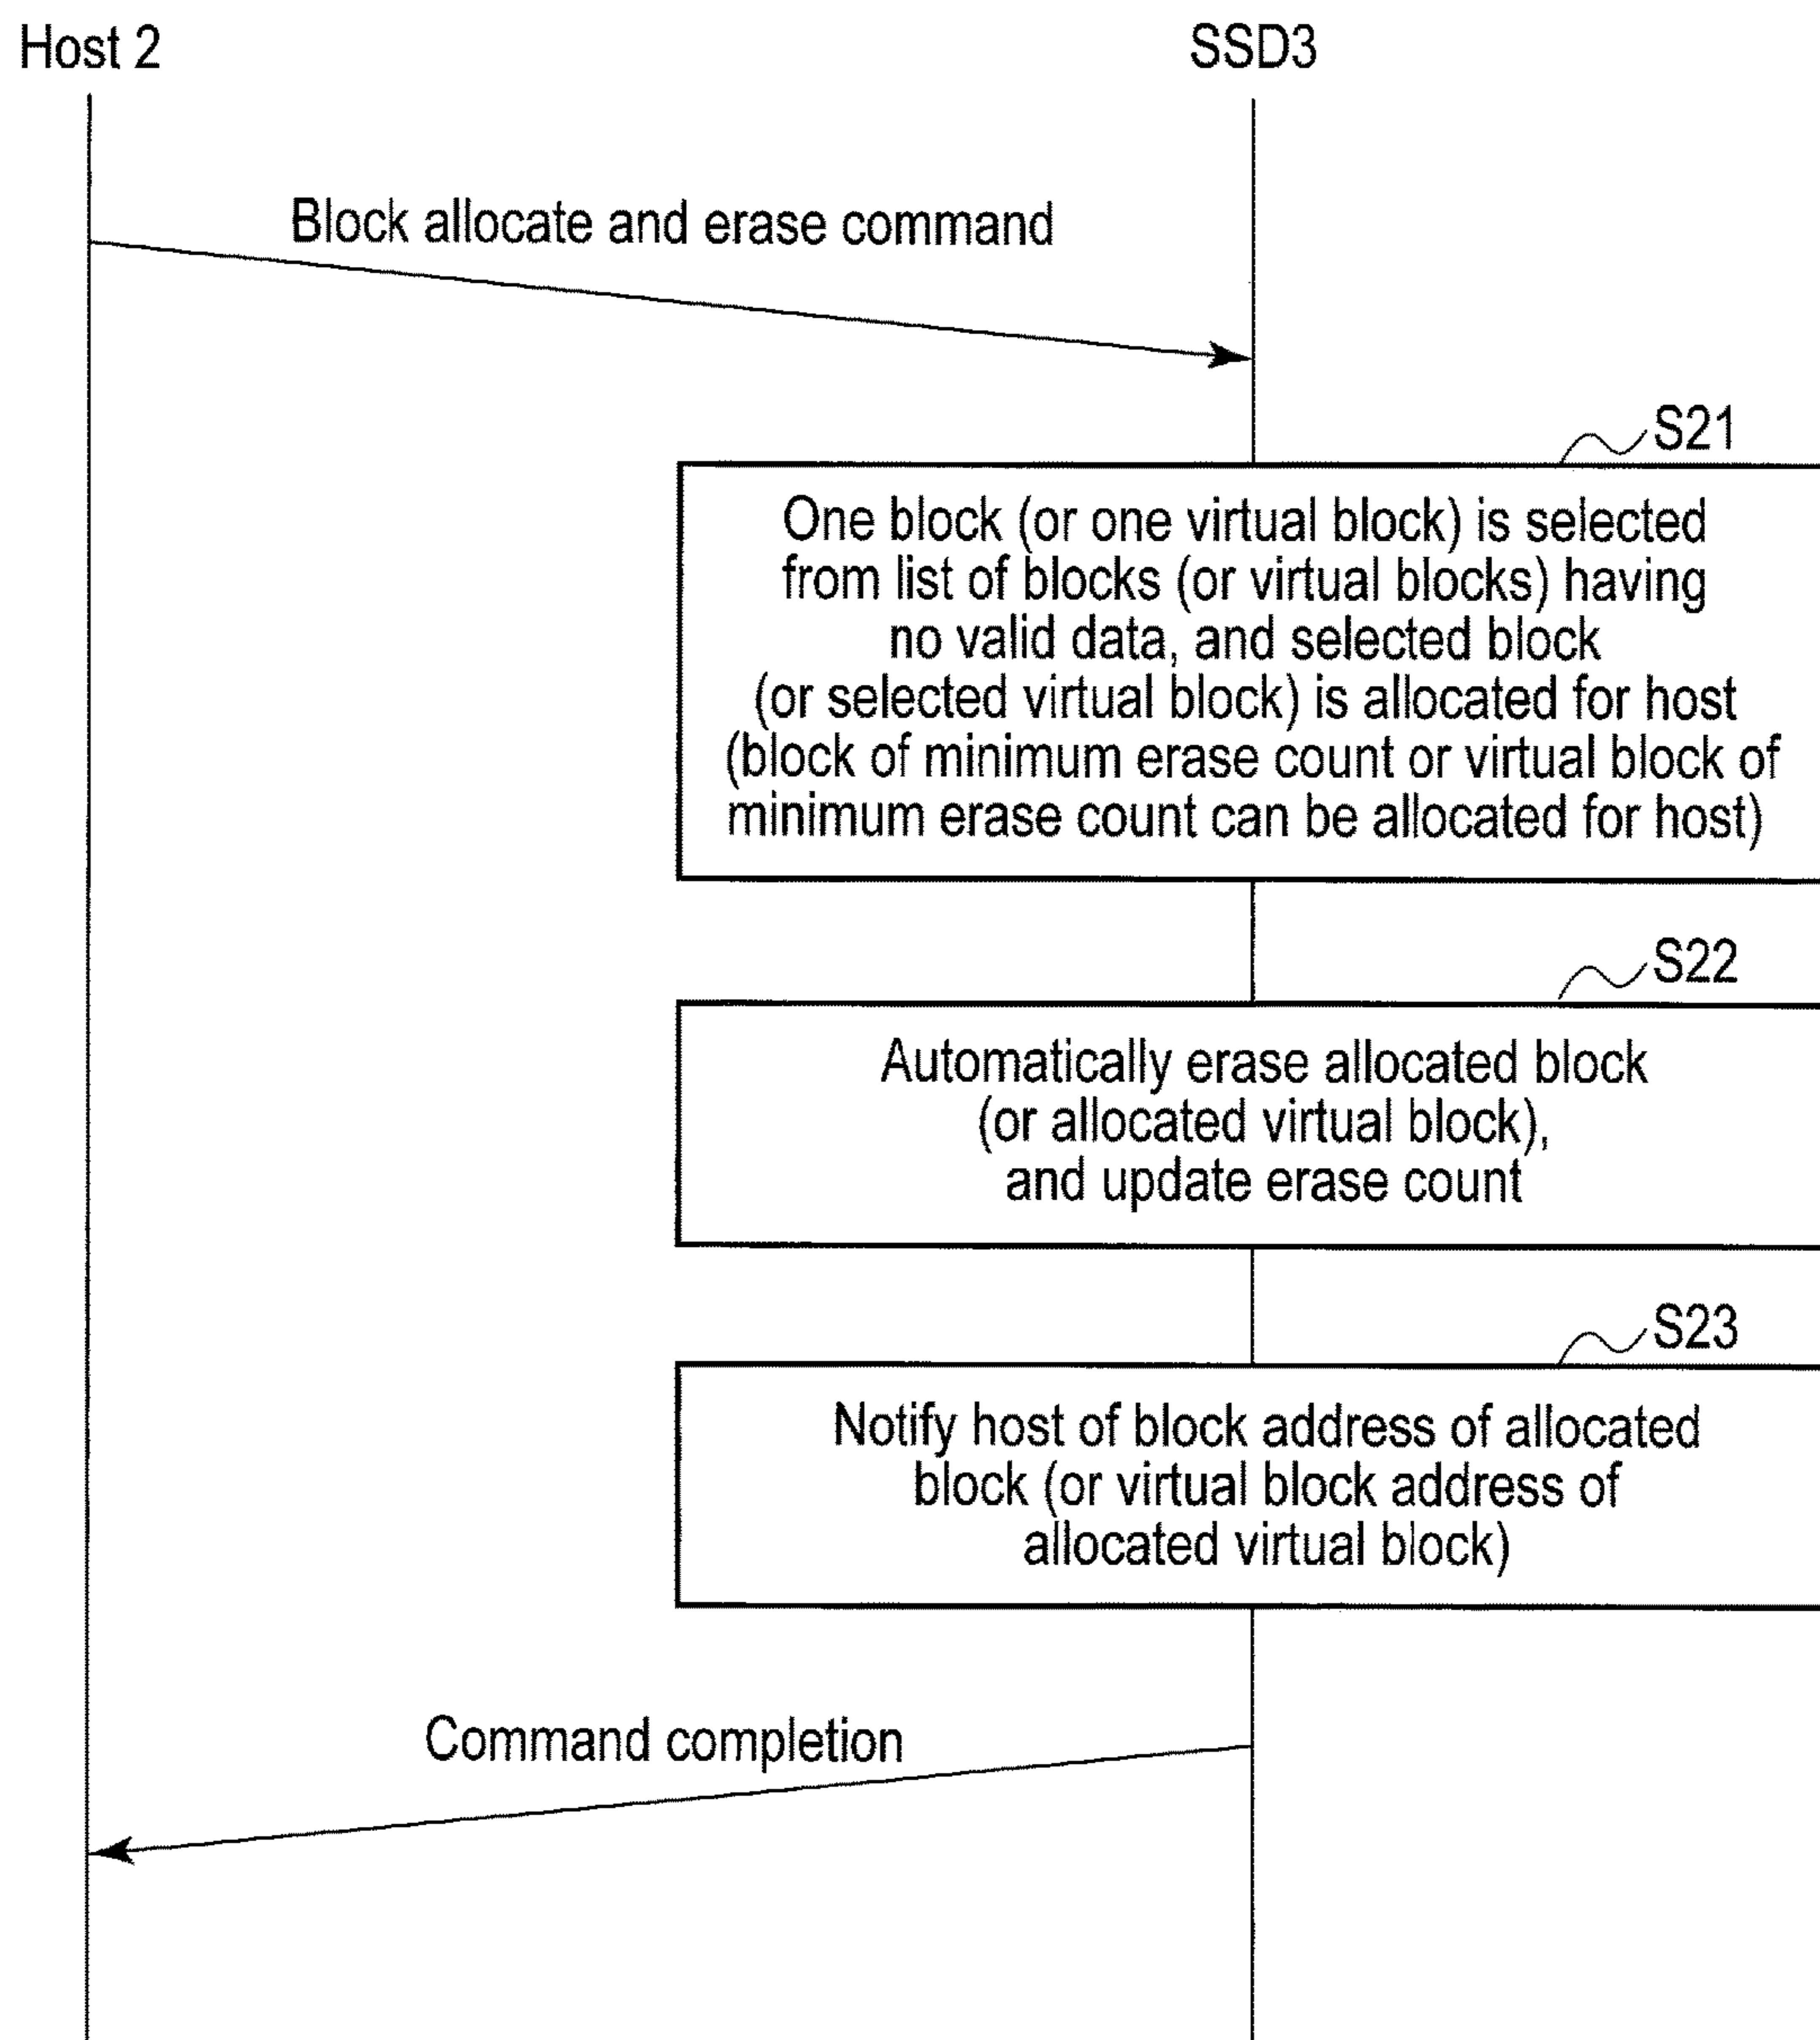 Host 2
SSD3
Block allocate and erase command
S21
One block (or one virtual block) is selected
from list of blocks (or virtual blocks) having
no valid data, and selected block
(or selected virtual block) is allocated for host
(block of minimum erase count or virtual block of
minimum erase count can be allocated for host)
S22
Automatically erase allocated block
(or allocated virtual block),
and update erase count
S23
Notify host of block address of allocated
block (or virtual block address of
allocated virtual block)
Command completion